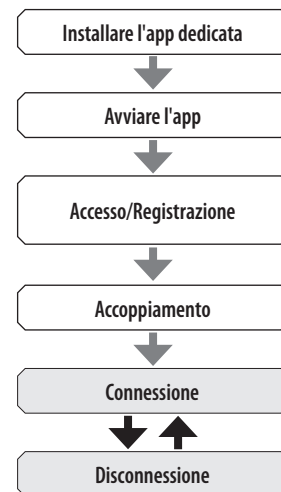 Installare l'app dedicata
Avviare l'app
Accesso/Registrazione
Accoppiamento
Connessione
Disconnessione